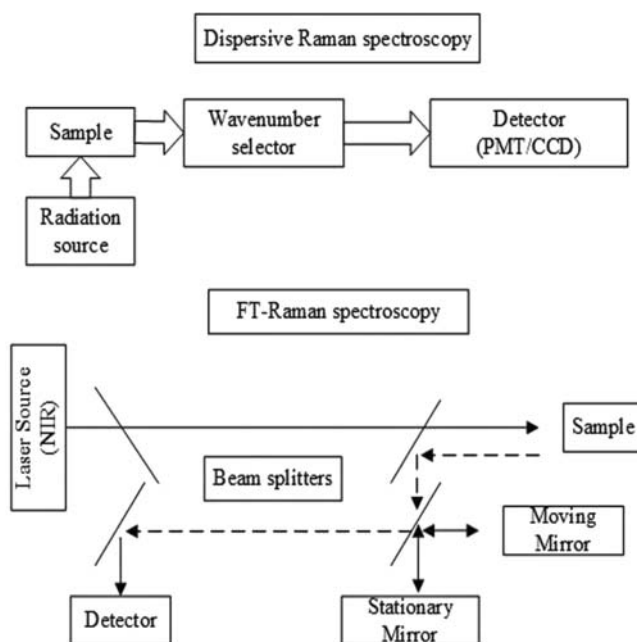 Dispersive Raman spectroscopy
Sample
Wavenumber
selector
Detector
(PMT/CCD)
Radiation
source
FT-Raman spectroscopy
Laser Source
(NIR)
Sample
Beam splitters
Moving
Mirror
Detector
Stationary
Mirror